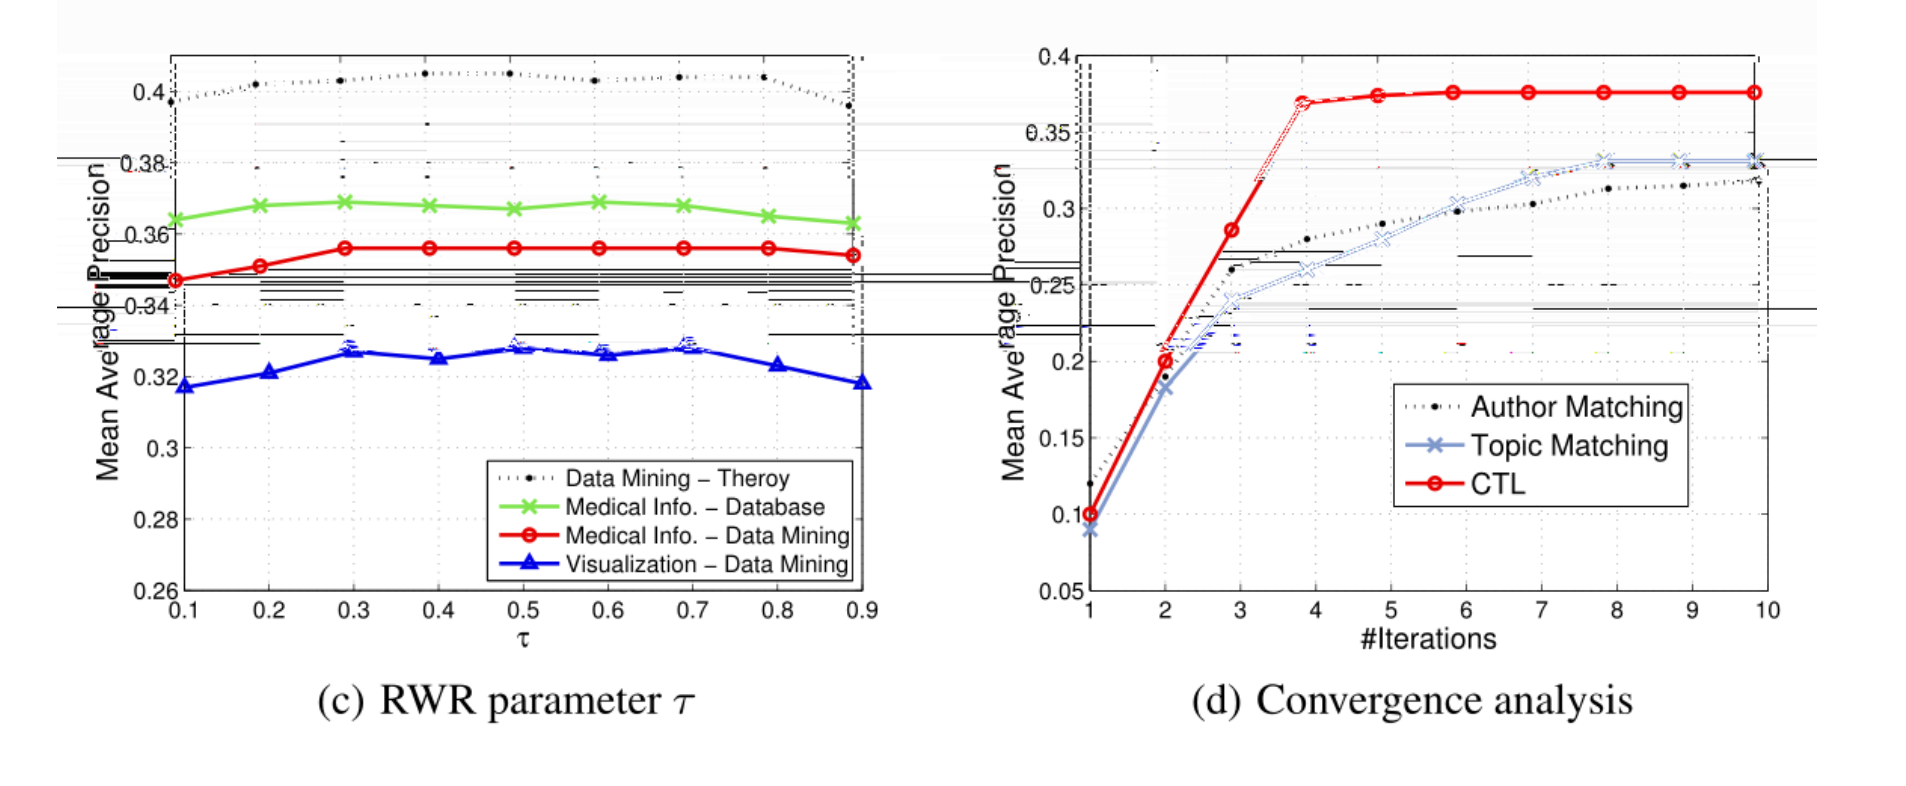 0.4
0.38
0.36
0.34
0.32
0.3
0.28
0.26
Mean Average Precision
0.1 0.2 0.3 0.4 0.5 0.6 0.7 0.8 0.9
τ
Data Mining – Theroy
Medical Info. – Database
Medical Info. – Data Mining
Visualization – Data Mining
(c) RWR parameter τ
0.4
0.35
0.3
0.25
0.2
0.15
0.1
0.05
Mean Average Precision
1 2 3 4 5 6 7 8 9 10
#Iterations
Author Matching
Topic Matching
CTL
(d) Convergence analysis